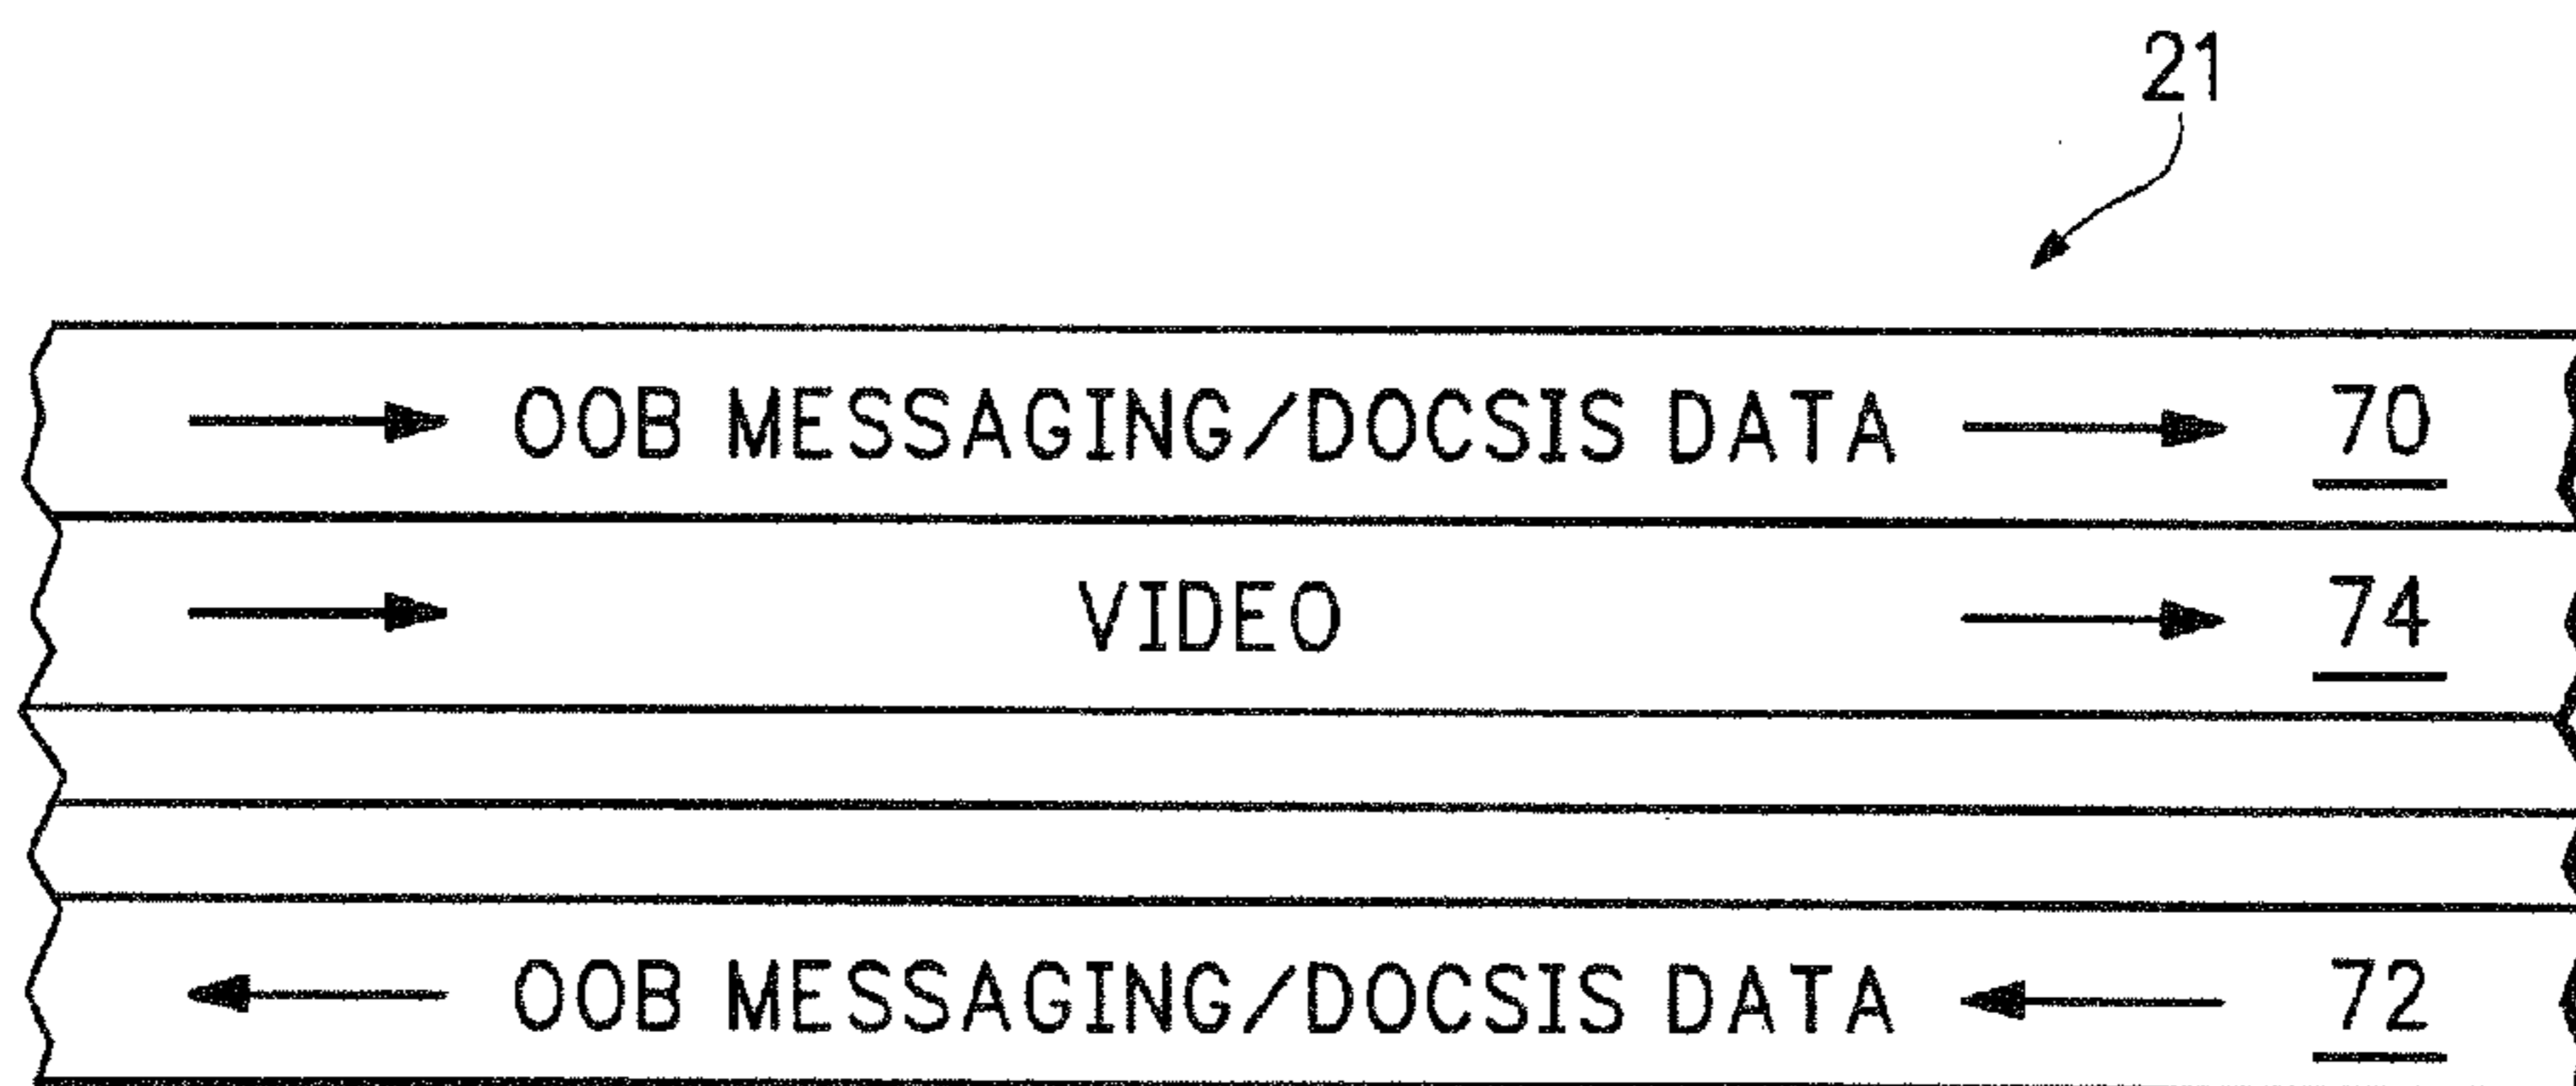 21
OOB MESSAGING/DOCSIS DATA 70
VIDEO 74
OOB MESSAGING/DOCSIS DATA 72